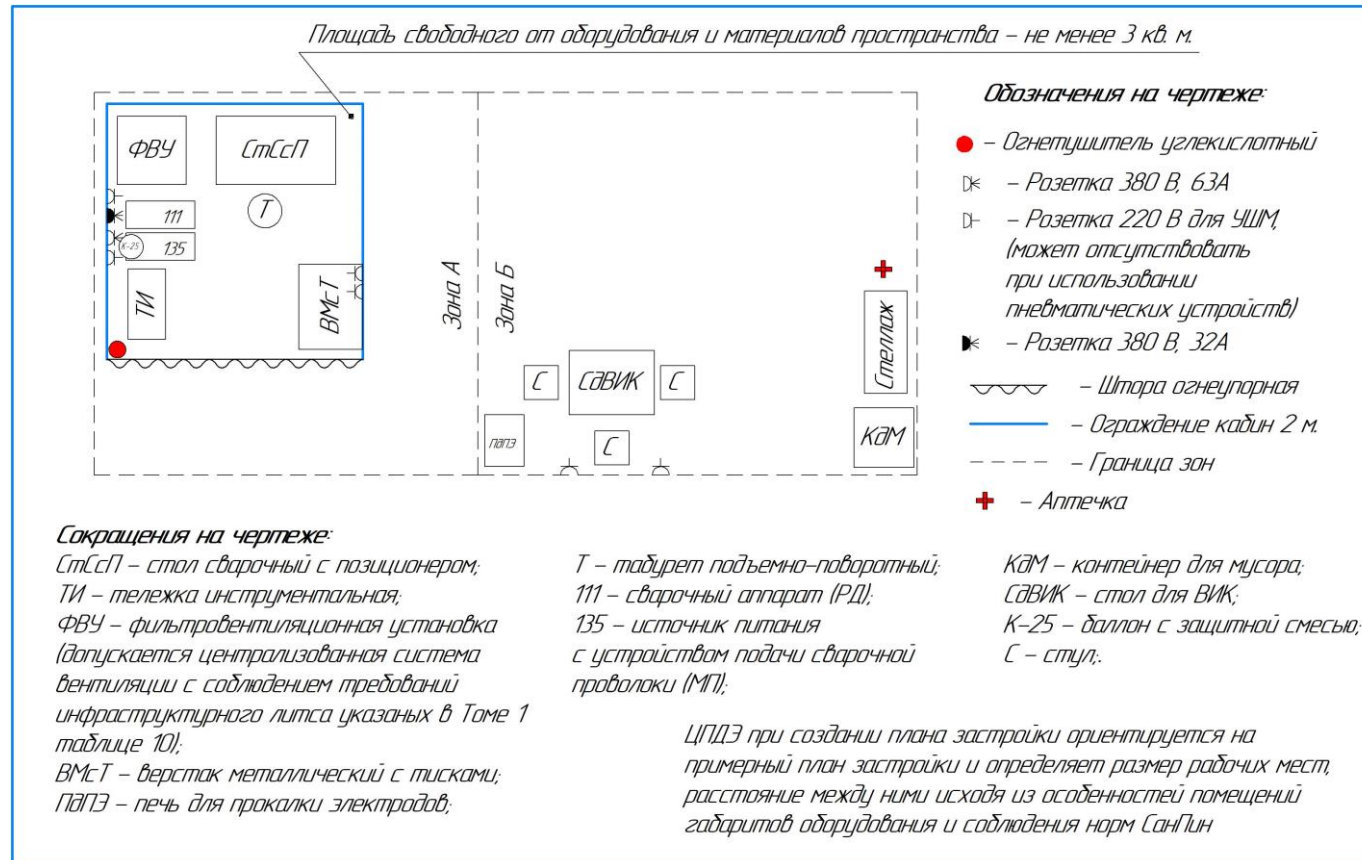 Площадь свободного от оборудования и материалов пространства – не менее 3 кв. м.
ФВУ
СтСсП
Т
111
К-25
135
ТИ
ВМсТ
Зона А
Зона Б
Стеллаж
С
СдВИК
С
ПдПЭ
С
КдМ
Обозначения на чертеже:
– Огнетушитель углекислотный
– Розетка 380 В, 63А
– Розетка 220 В для УШМ,
(может отсутствовать
при использовании
пневматических устройств)
– Розетка 380 В, 32А
– Штора огнеупорная
– Ограждение кабин 2 м.
– Граница зон
– Аптечка
Сокращения на чертеже:
СтСсП – стол сварочный с позиционером;
ТИ – тележка инструментальная;
ФВУ – фильтровентиляционная установка
(допускается централизованная система
вентиляции с соблюдением требований
инфраструктурного литса указаных в Томе 1
таблице 10);
ВМсТ – верстак металлический с тисками;
ПдПЭ – печь для прокалки электродов;
Т – табурет подъемно-поворотный;
111 – сварочный аппарат (РД);
135 – источник питания
с устройством подачи сварочной
проволоки (МП);
КдМ – контейнер для мусора;
СдВИК – стол для ВИК;
К-25 – баллон с защитной смесью;
С – стул;.
ЦПДЭ при создании плана застройки ориентируется на
примерный план застройки и определяет размер рабочих мест,
расстояние между ними исходя из особенностей помещений
габаритов оборудования и соблюдения норм СанПин